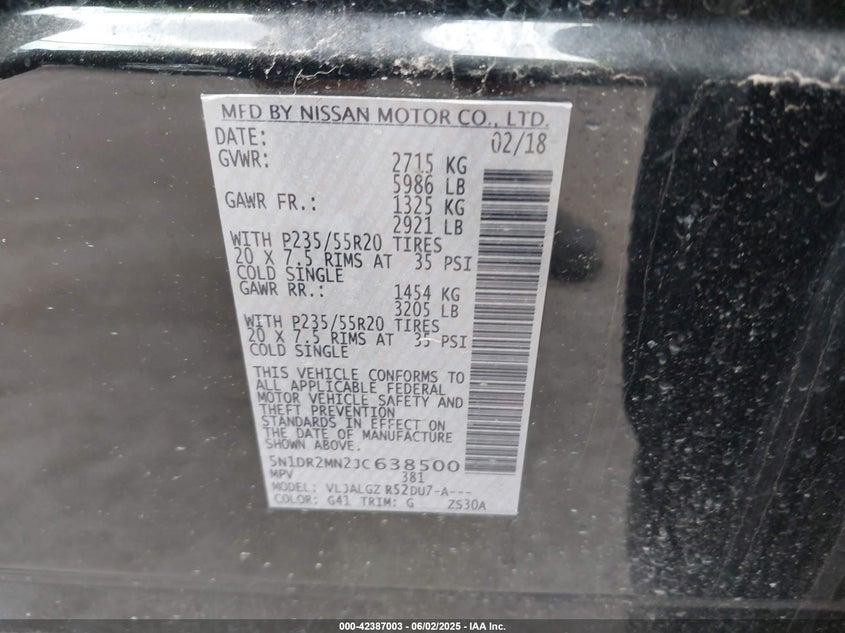 MFD BY NISSAN MOTOR CO., LTD.
DATE: 02/18
GVWR: 2715 KG
5986 LB
GAWR FR.: 1325 KG
2921 LB
WITH P235/55R20 TIRES
20 X 7.5 RIMS AT 35 PSI
COLD SINGLE
GAWR RR.: 1454 KG
3205 LB
WITH P235/55R20 TIRES
20 X 7.5 RIMS AT 35 PSI
COLD SINGLE
THIS VEHICLE CONFORMS TO
ALL APPLICABLE FEDERAL
MOTOR VEHICLE SAFETY AND
THEFT PREVENTION
STANDARDS IN EFFECT ON
THE DATE OF MANUFACTURE
SHOWN ABOVE.
5N1DR2MN2JC638500
MPV 381
MODEL: VLJALGZ R52DU7-A---
COLOR: G41 TRIM: G ZS30A
000-42387003 - 06/02/2025 - IAA Inc.